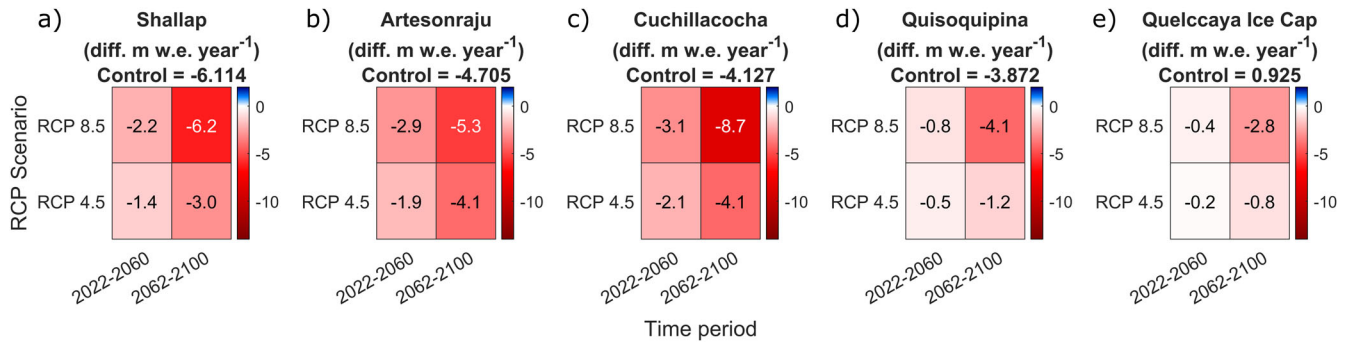 a) Shallap
(diff. m w.e. year-1)
Control = -6.114
RCP 8.5 -2.2 -6.2
RCP 4.5 -1.4 -3.0
0
-5
-10
2022-2060 2062-2100
b) Artesonraju
(diff. m w.e. year-1)
Control = -4.705
RCP 8.5 -2.9 -5.3
RCP 4.5 -1.9 -4.1
0
-5
-10
2022-2060 2062-2100
c) Cuchillacocha
(diff. m w.e. year-1)
Control = -4.127
RCP 8.5 -3.1 -8.7
RCP 4.5 -2.1 -4.1
0
-5
-10
2022-2060 2062-2100
d) Quisoquipina
(diff. m w.e. year-1)
Control = -3.872
RCP 8.5 -0.8 -4.1
RCP 4.5 -0.5 -1.2
0
-5
-10
2022-2060 2062-2100
e) Quelccaya Ice Cap
(diff. m w.e. year-1)
Control = 0.925
RCP 8.5 -0.4 -2.8
RCP 4.5 -0.2 -0.8
0
-5
-10
2022-2060 2062-2100
RCP Scenario
Time period